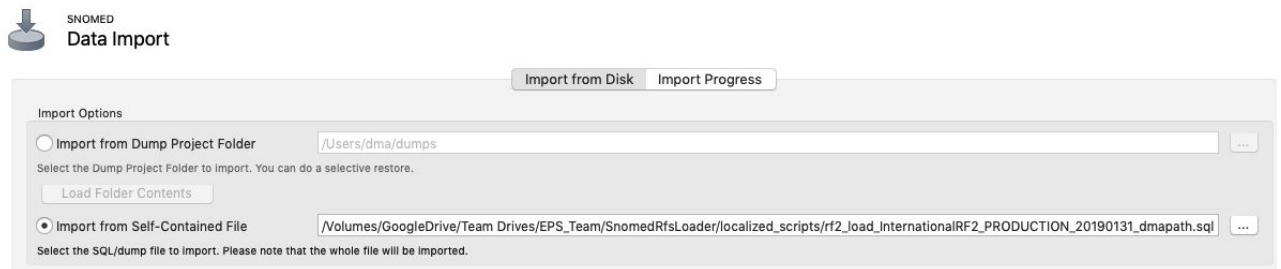 SNOMED
Data Import
Import from Disk Import Progress
Import Options
Import from Dump Project Folder /Users/dma/dumps ...
Select the Dump Project Folder to import. You can do a selective restore.
Load Folder Contents
Import from Self-Contained File /Volumes/GoogleDrive/Team Drives/EPS_Team/SnomedRfsLoader/localized_scripts/rf2_load_InternationalRF2_PRODUCTION_20190131_dmapath.sql ...
Select the SQL/dump file to import. Please note that the whole file will be imported.